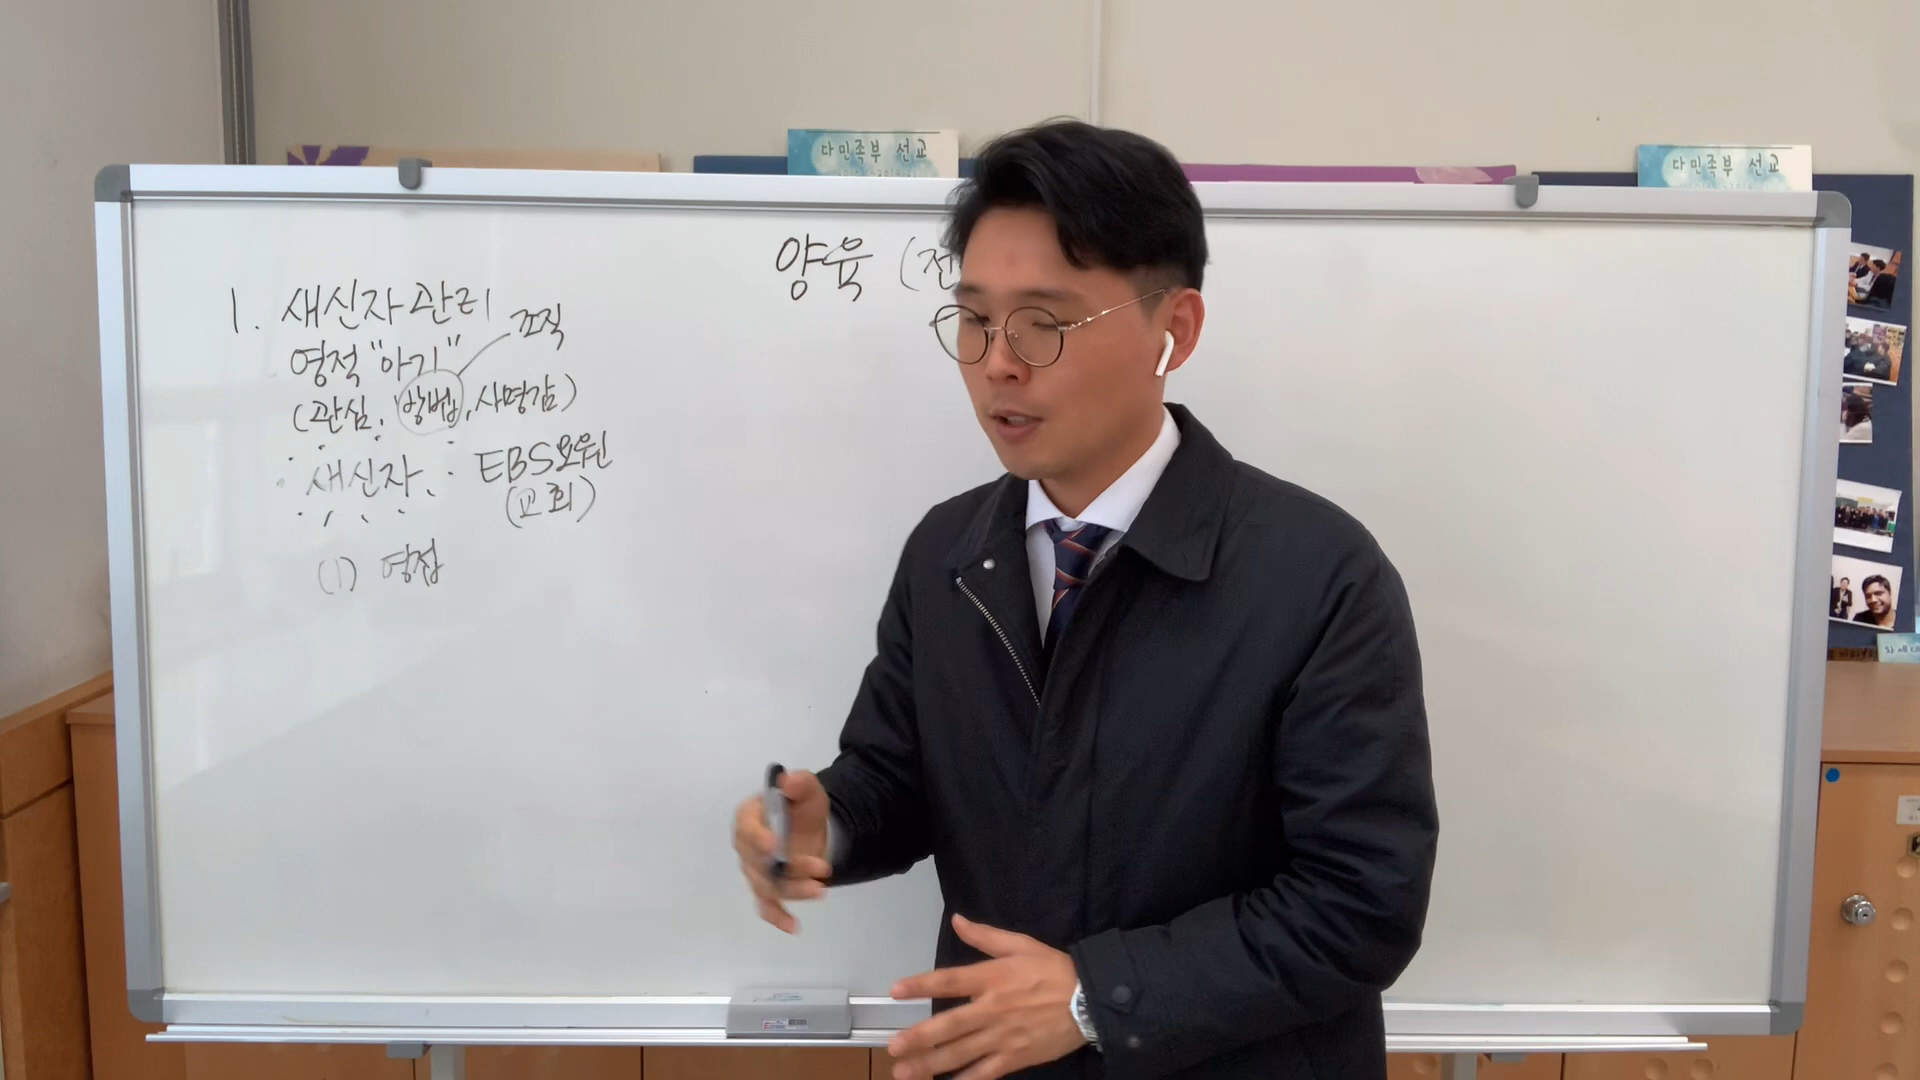 다민족부 선교
다민족부 선교
양육 (전
1. 새신자 관리
조직
영적 "아기"
(관심, 방법, 사명감)
새신자
EBS요원
(교회)
(1) 영접